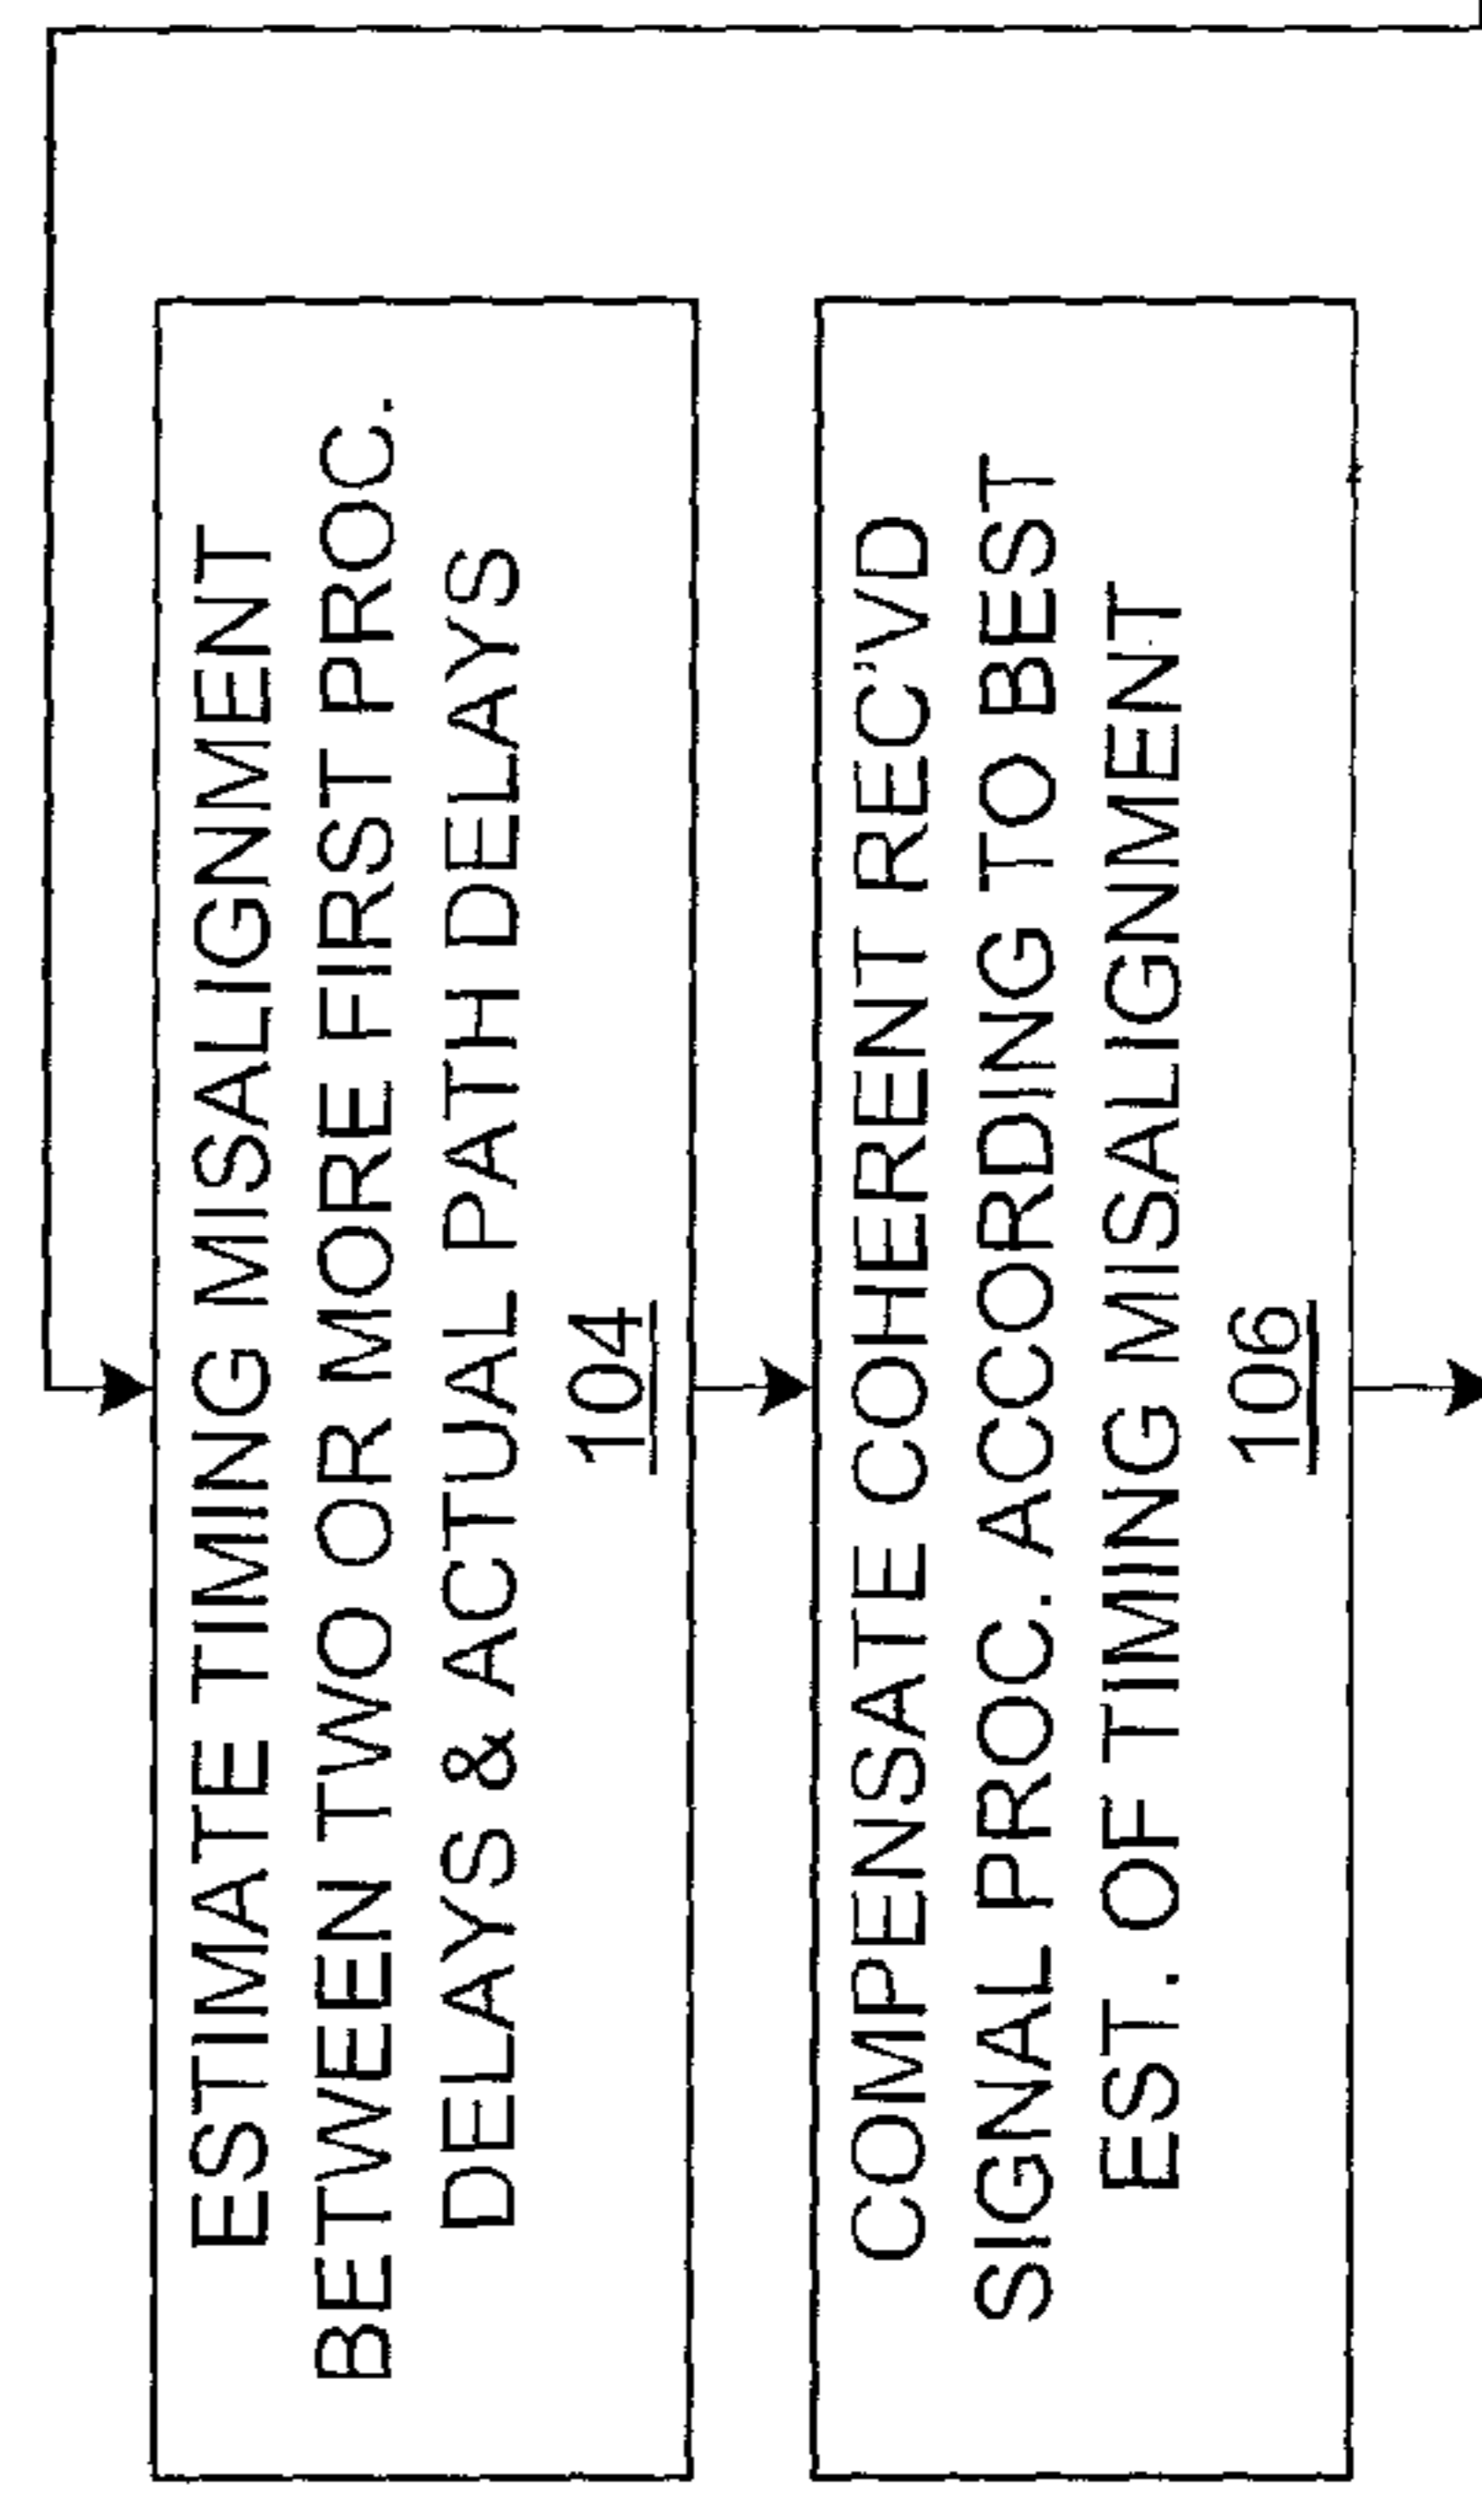 ESTIMATE TIMING MISALIGNMENT
BETWEEN TWO OR MORE FIRST PROC.
DELAYS & ACTUAL PATH DELAYS
104
COMPENSATE COHERENT REC'VD
SIGNAL PROC. ACCORDING TO BEST
EST. OF TIMING MISALIGNMENT
106